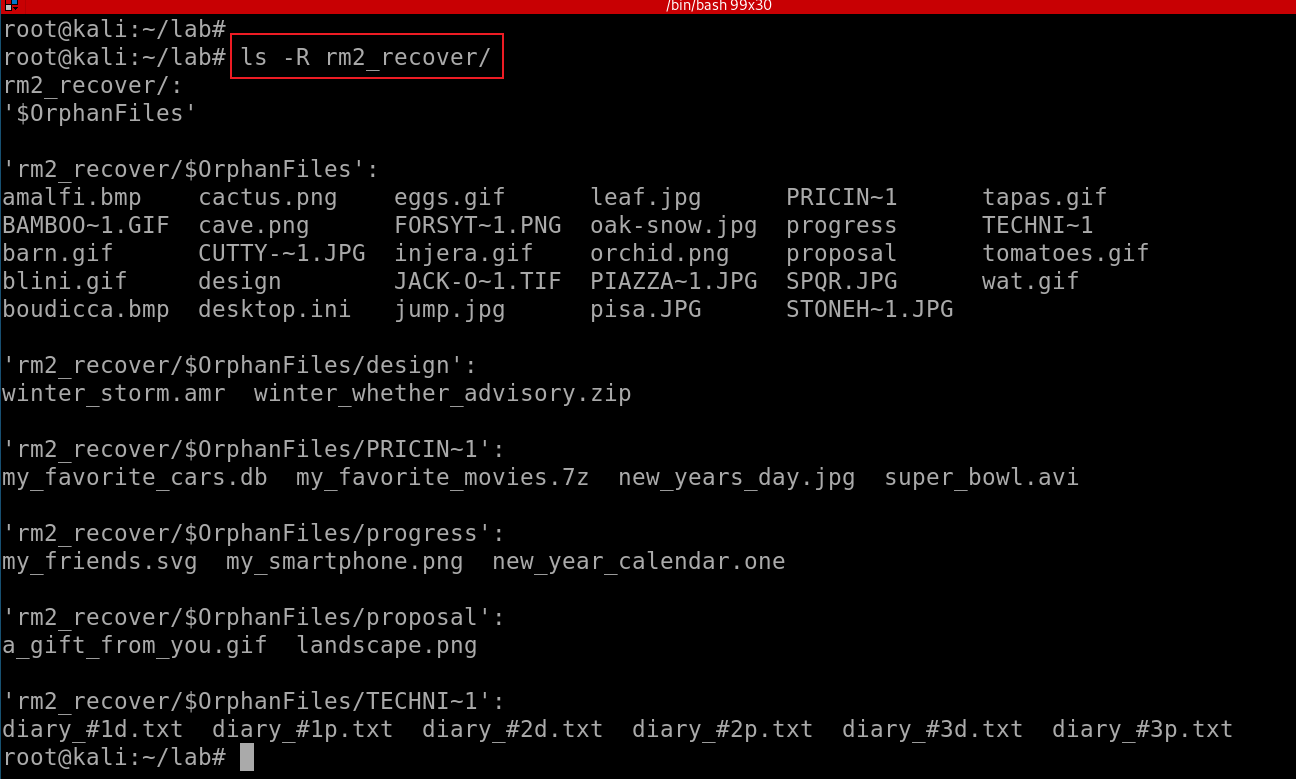 /bin/bash 99x30
root@kali:~/lab#
root@kali:~/lab# ls -R rm2_recover/
rm2_recover/:
'$OrphanFiles'

'rm2_recover/$OrphanFiles':
amalfi.bmp    cactus.png    eggs.gif      leaf.jpg      PRICIN~1      tapas.gif
BAMBOO~1.GIF  cave.png      FORSYT~1.PNG  oak-snow.jpg  progress      TECHNI~1
barn.gif      CUTTY-~1.JPG  injera.gif    orchid.png    proposal      tomatoes.gif
blini.gif     design        JACK-O~1.TIF  PIAZZA~1.JPG  SPQR.JPG      wat.gif
boudicca.bmp  desktop.ini   jump.jpg      pisa.JPG      STONEH~1.JPG

'rm2_recover/$OrphanFiles/design':
winter_storm.amr  winter_whether_advisory.zip

'rm2_recover/$OrphanFiles/PRICIN~1':
my_favorite_cars.db  my_favorite_movies.7z  new_years_day.jpg  super_bowl.avi

'rm2_recover/$OrphanFiles/progress':
my_friends.svg  my_smartphone.png  new_year_calendar.one

'rm2_recover/$OrphanFiles/proposal':
a_gift_from_you.gif  landscape.png

'rm2_recover/$OrphanFiles/TECHNI~1':
diary_#1d.txt  diary_#1p.txt  diary_#2d.txt  diary_#2p.txt  diary_#3d.txt  diary_#3p.txt
root@kali:~/lab#